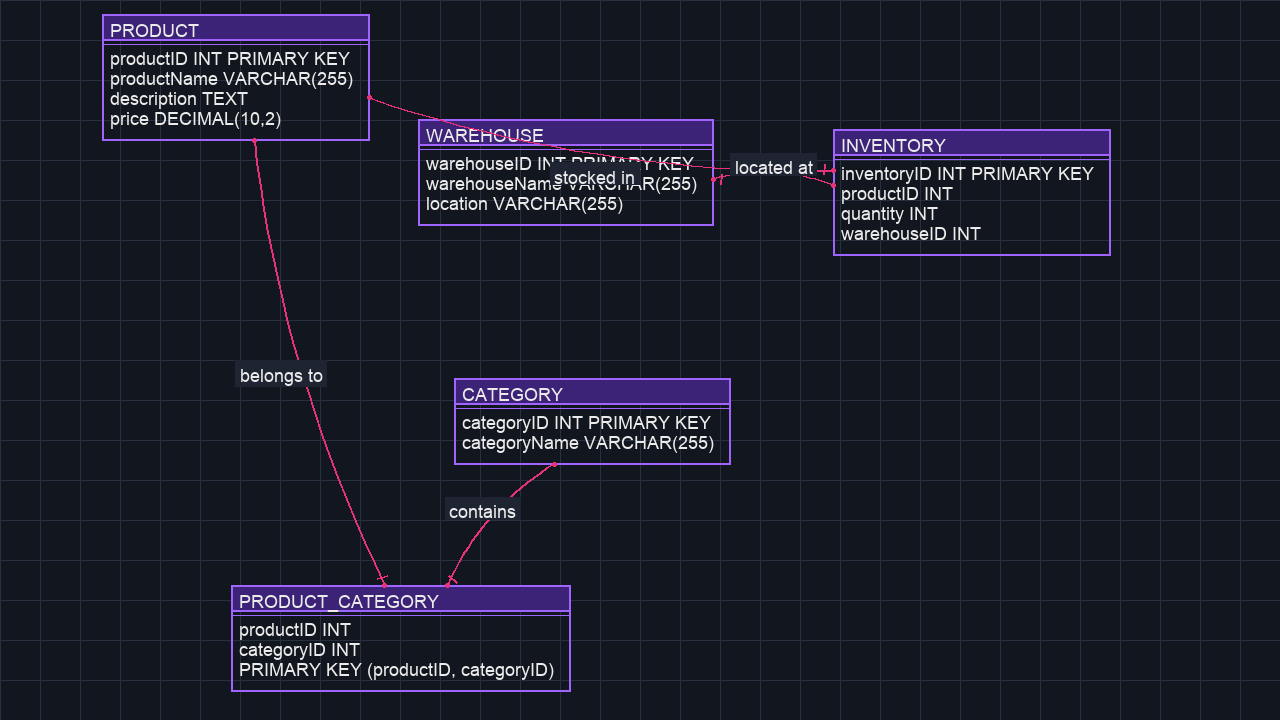 PRODUCT
productID INT PRIMARY KEY
productName VARCHAR(255)
description TEXT
price DECIMAL(10,2)
WAREHOUSE
warehouseID INT PRIMARY KEY
warehouseName VARCHAR(255)
location VARCHAR(255)
stocked in
located at
INVENTORY
inventoryID INT PRIMARY KEY
productID INT
quantity INT
warehouseID INT
belongs to
CATEGORY
categoryID INT PRIMARY KEY
categoryName VARCHAR(255)
contains
PRODUCT_CATEGORY
productID INT
categoryID INT
PRIMARY KEY (productID, categoryID)